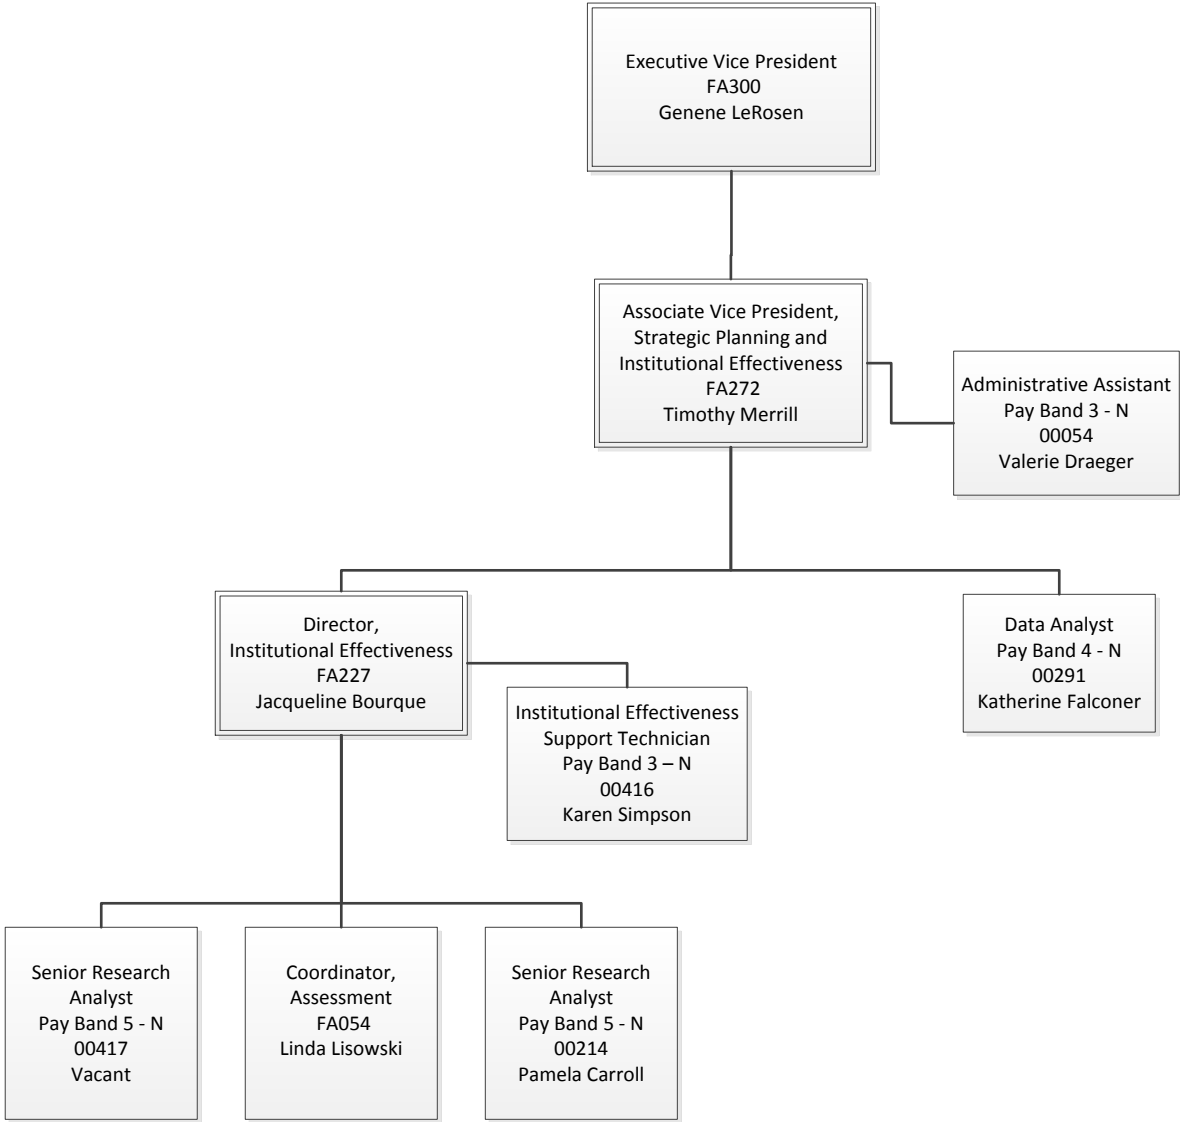 Executive Vice President
FA300
Genene LeRosen
Associate Vice President,
Strategic Planning and
Institutional Effectiveness
FA272
Timothy Merrill
Administrative Assistant
Pay Band 3 - N
00054
Valerie Draeger
Director,
Institutional Effectiveness
FA227
Jacqueline Bourque
Institutional Effectiveness
Support Technician
Pay Band 3 – N
00416
Karen Simpson
Data Analyst
Pay Band 4 - N
00291
Katherine Falconer
Senior Research
Analyst
Pay Band 5 - N
00417
Vacant
Coordinator,
Assessment
FA054
Linda Lisowski
Senior Research
Analyst
Pay Band 5 - N
00214
Pamela Carroll